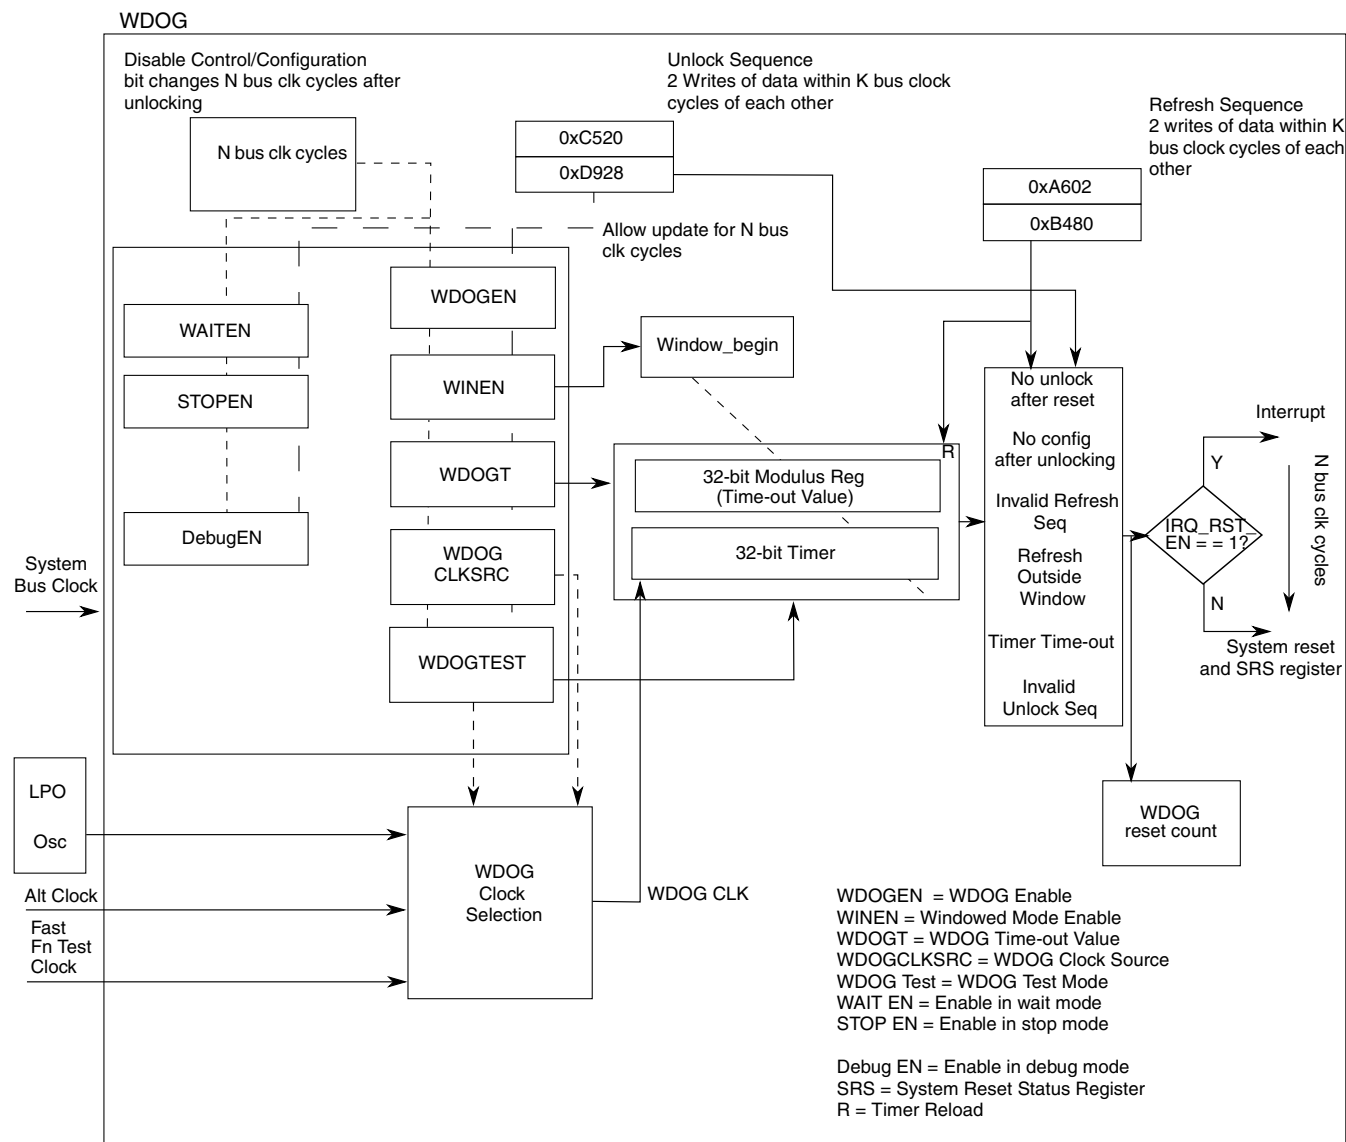 WDOG
Disable Control/Configuration
bit changes N bus clk cycles after
unlocking
N bus clk cycles
Unlock Sequence
2 Writes of data within K bus clock
cycles of each other
0xC520
0xD928
Allow update for N bus
clk cycles
Refresh Sequence
2 writes of data within K
bus clock cycles of each
other
0xA602
0xB480
WAITEN
STOPEN
DebugEN
WDOGEN
WINEN
WDOGT
WDOG
CLKSRC
WDOGTEST
Window_begin
R
32-bit Modulus Reg
(Time-out Value)
32-bit Timer
No unlock
after reset
No config
after unlocking
Invalid Refresh
Seq
Refresh
Outside
Window
Timer Time-out
Invalid
Unlock Seq
Interrupt
Y
IRQ_RST_
EN = = 1?
N
N bus clk cycles
System reset
and SRS register
WDOG
reset count
System
Bus Clock
LPO
Osc
Alt Clock
Fast
Fn Test
Clock
WDOG
Clock
Selection
WDOG CLK
WDOGEN = WDOG Enable
WINEN = Windowed Mode Enable
WDOGT = WDOG Time-out Value
WDOGCLKSRC = WDOG Clock Source
WDOG Test = WDOG Test Mode
WAIT EN = Enable in wait mode
STOP EN = Enable in stop mode
Debug EN = Enable in debug mode
SRS = System Reset Status Register
R = Timer Reload